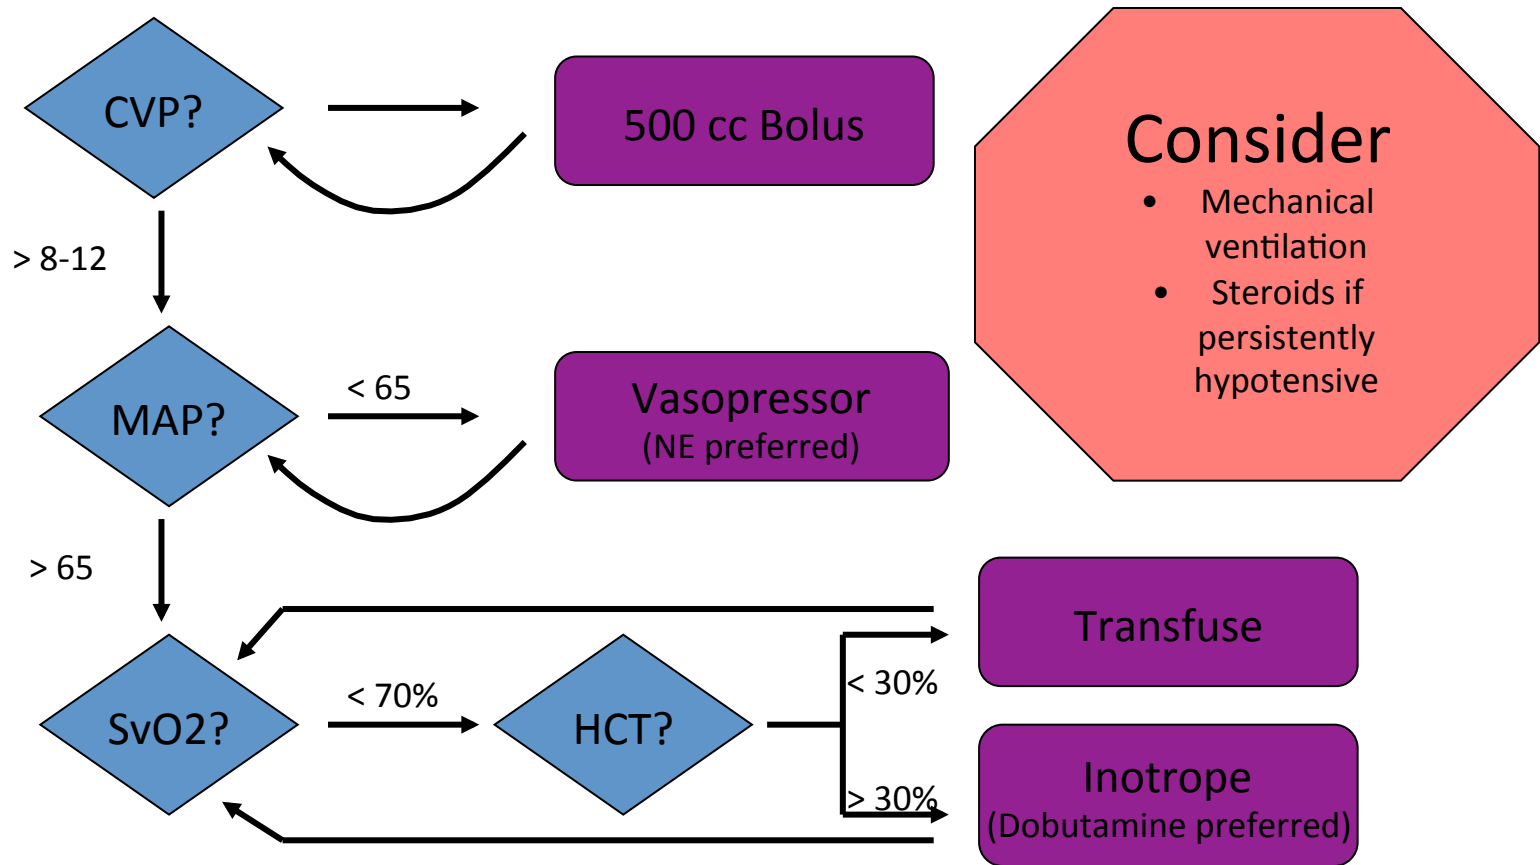 CVP?
500 cc Bolus
Consider
• Mechanical
ventilation
• Steroids if
persistently
hypotensive
> 8-12
MAP?
< 65
Vasopressor
(NE preferred)
> 65
SvO2?
< 70%
HCT?
< 30%
Transfuse
> 30%
Inotrope
(Dobutamine preferred)